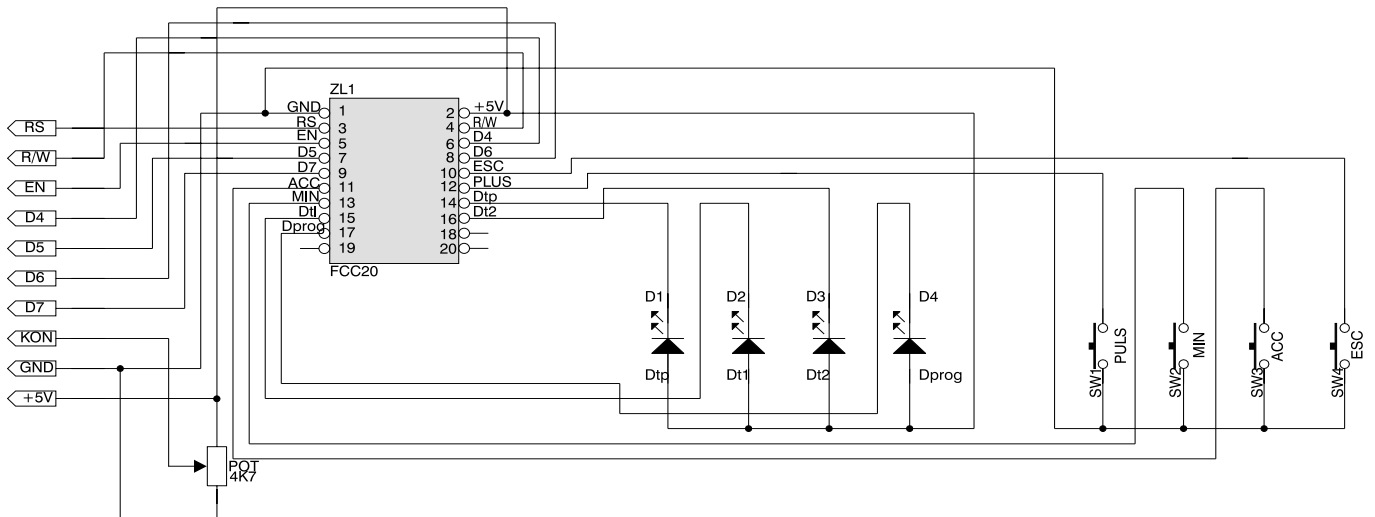 ZL1
GND 1 2 +5V
RS 3 4 R/W
EN 5 6 D4
D5 7 8 D6
D7 9 10 ESC
ACC 11 12 PLUS
MIN 13 14 Dtp
Dtl 15 16 Dt2
Dprog 17 18
19 20
FCC20
RS
R/W
EN
D4
D5
D6
D7
KON
GND
+5V
POT
4K7
D1 D2 D3 D4
Dtp Dt1 Dt2 Dprog
SW1 PULS
SW2 MIN
SW3 ACC
SW4 ESC